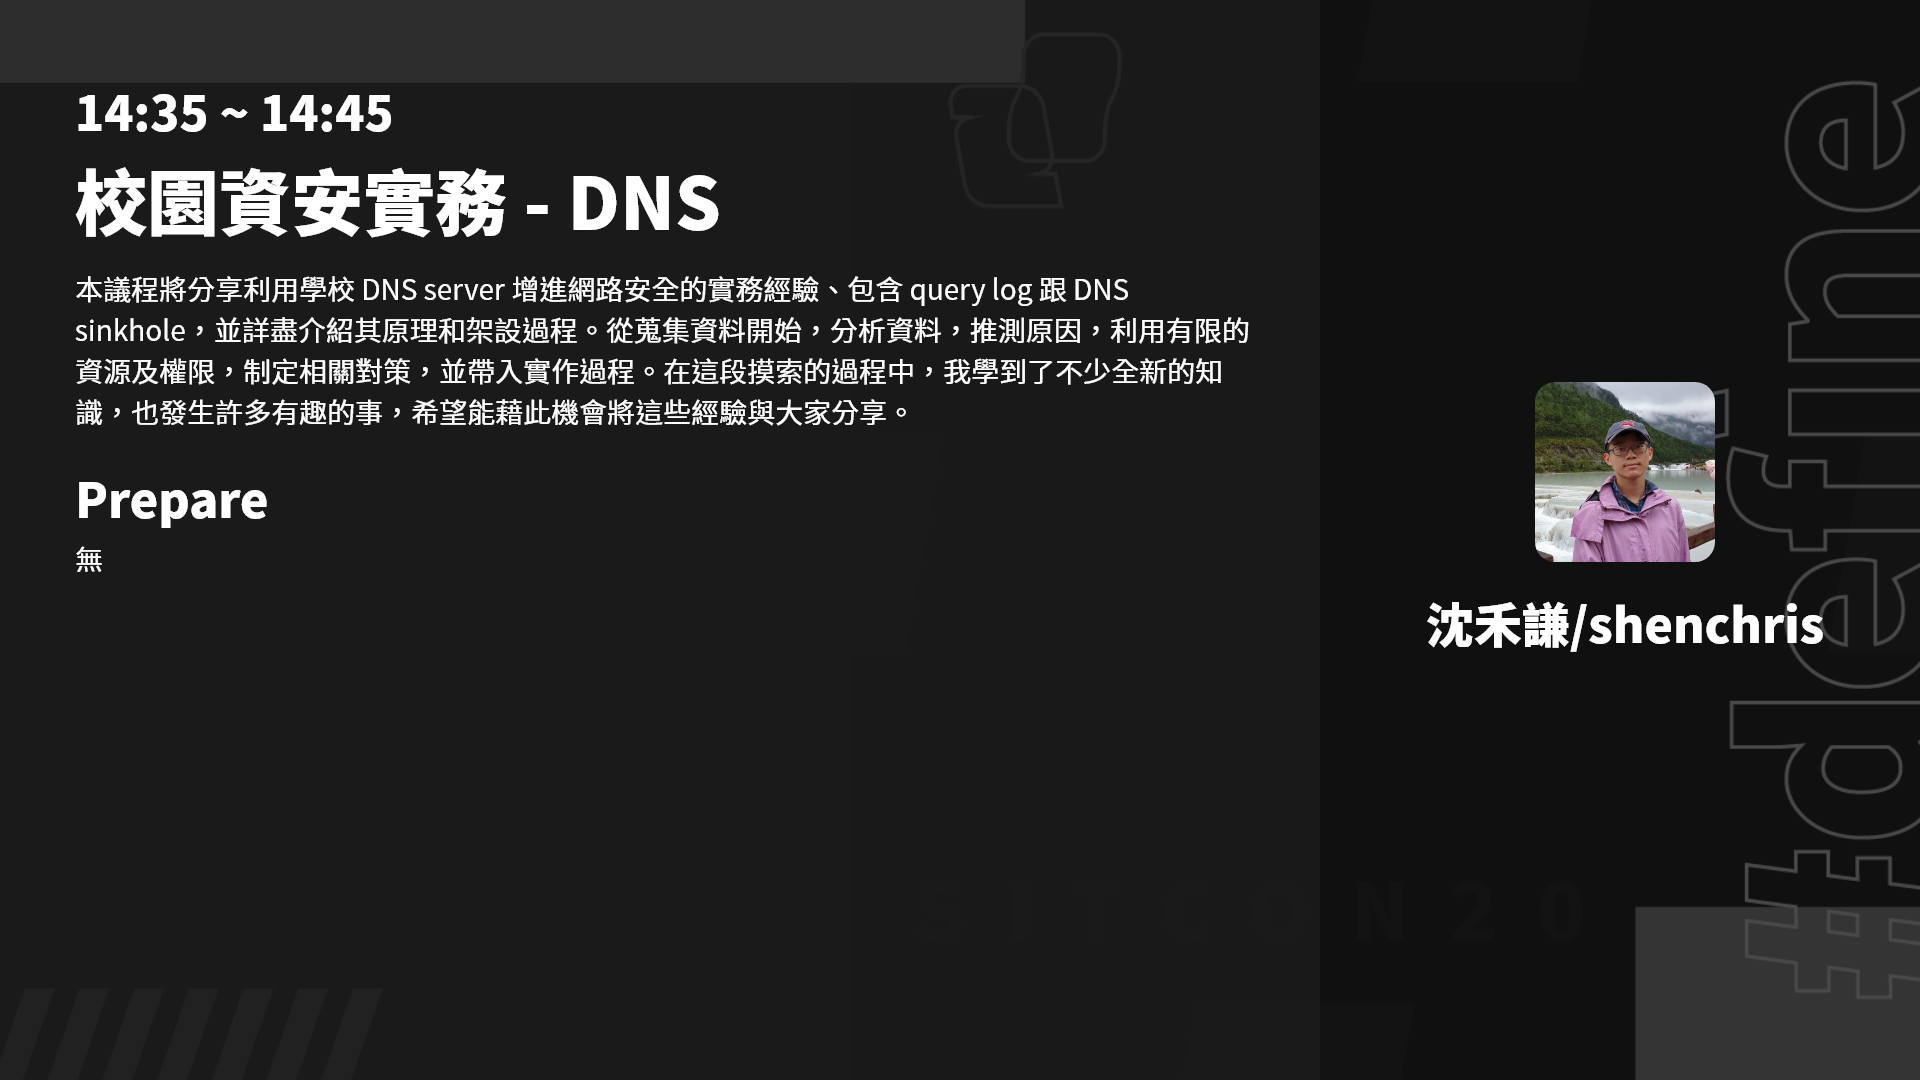 14:35 ~ 14:45
校園資安實務 - DNS
本議程將分享利用學校 DNS server 增進網路安全的實務經驗、包含 query log 跟 DNS
sinkhole，並詳盡介紹其原理和架設過程。從蒐集資料開始，分析資料，推測原因，利用有限的
資源及權限，制定相關對策，並帶入實作過程。在這段摸索的過程中，我學到了不少全新的知
識，也發生許多有趣的事，希望能藉此機會將這些經驗與大家分享。
Prepare
無
沈禾謙/shenchris
#define
SITCON20